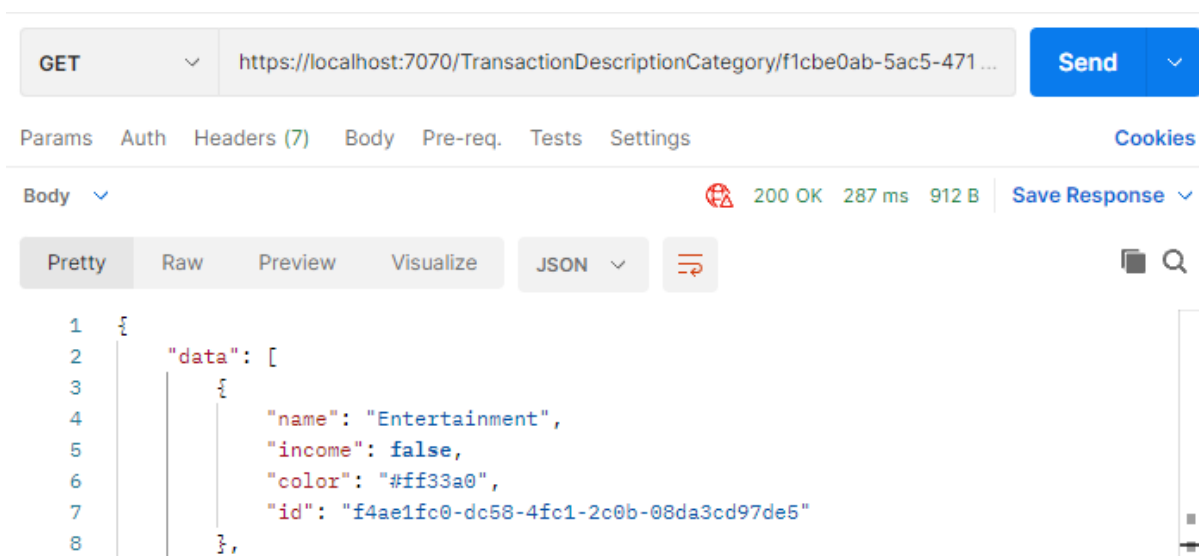 GET https://localhost:7070/TransactionDescriptionCategory/f1cbe0ab-5ac5-471 ... Send
Params Auth Headers (7) Body Pre-req. Tests Settings Cookies
Body 200 OK 287 ms 912 B Save Response
Pretty Raw Preview Visualize JSON
1 {
2 "data": [
3 {
4 "name": "Entertainment",
5 "income": false,
6 "color": "#ff33a0",
7 "id": "f4ae1fc0-dc58-4fc1-2c0b-08da3cd97de5"
8 },